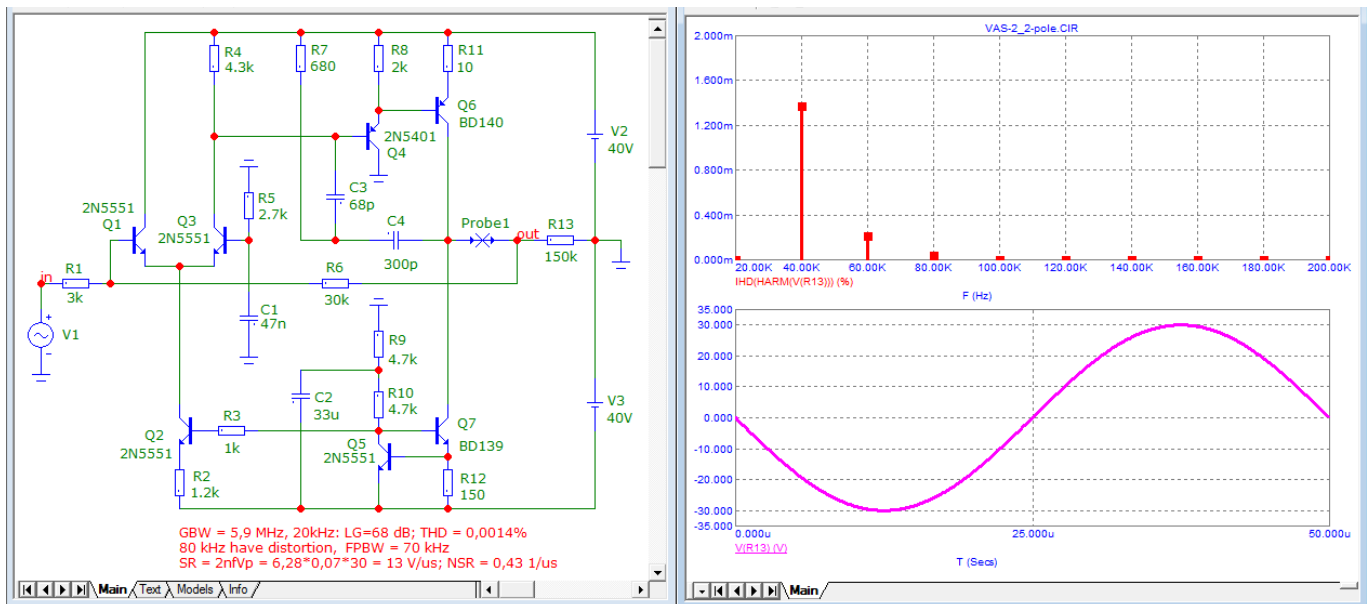 R4
4.3k
R7
680
R8
2k
R11
10
Q6
BD140
2N5401
Q4
V2
40V
2N5551
Q1
Q3
2N5551
R5
2.7k
C3
68p
C4
300p
Probe1
out
R13
150k
in
R1
3k
R6
30k
V1
C1
47n
R9
4.7k
C2
33u
R10
4.7k
V3
40V
Q2
2N5551
R3
1k
Q5
2N5551
Q7
BD139
R2
1.2k
R12
150
GBW = 5,9 MHz, 20kHz: LG=68 dB; THD = 0,0014%
80 kHz have distortion, FPBW = 70 kHz
SR = 2nfVp = 6,28*0,07*30 = 13 V/us; NSR = 0,43 1/us
Main Text Models Info
VAS-2_2-pole.CIR
2.000m
1.600m
1.200m
0.800m
0.400m
0.000m
20.00K 40.00K 60.00K 80.00K 100.00K 120.00K 140.00K 160.00K 180.00K 200.00K
IHD(HARM(V(R13))) (%)
F (Hz)
35.000
30.000
20.000
10.000
0.000
-10.000
-20.000
-30.000
-35.000
0.000u 25.000u 50.000u
V(R13) (V)
T (Secs)
Main